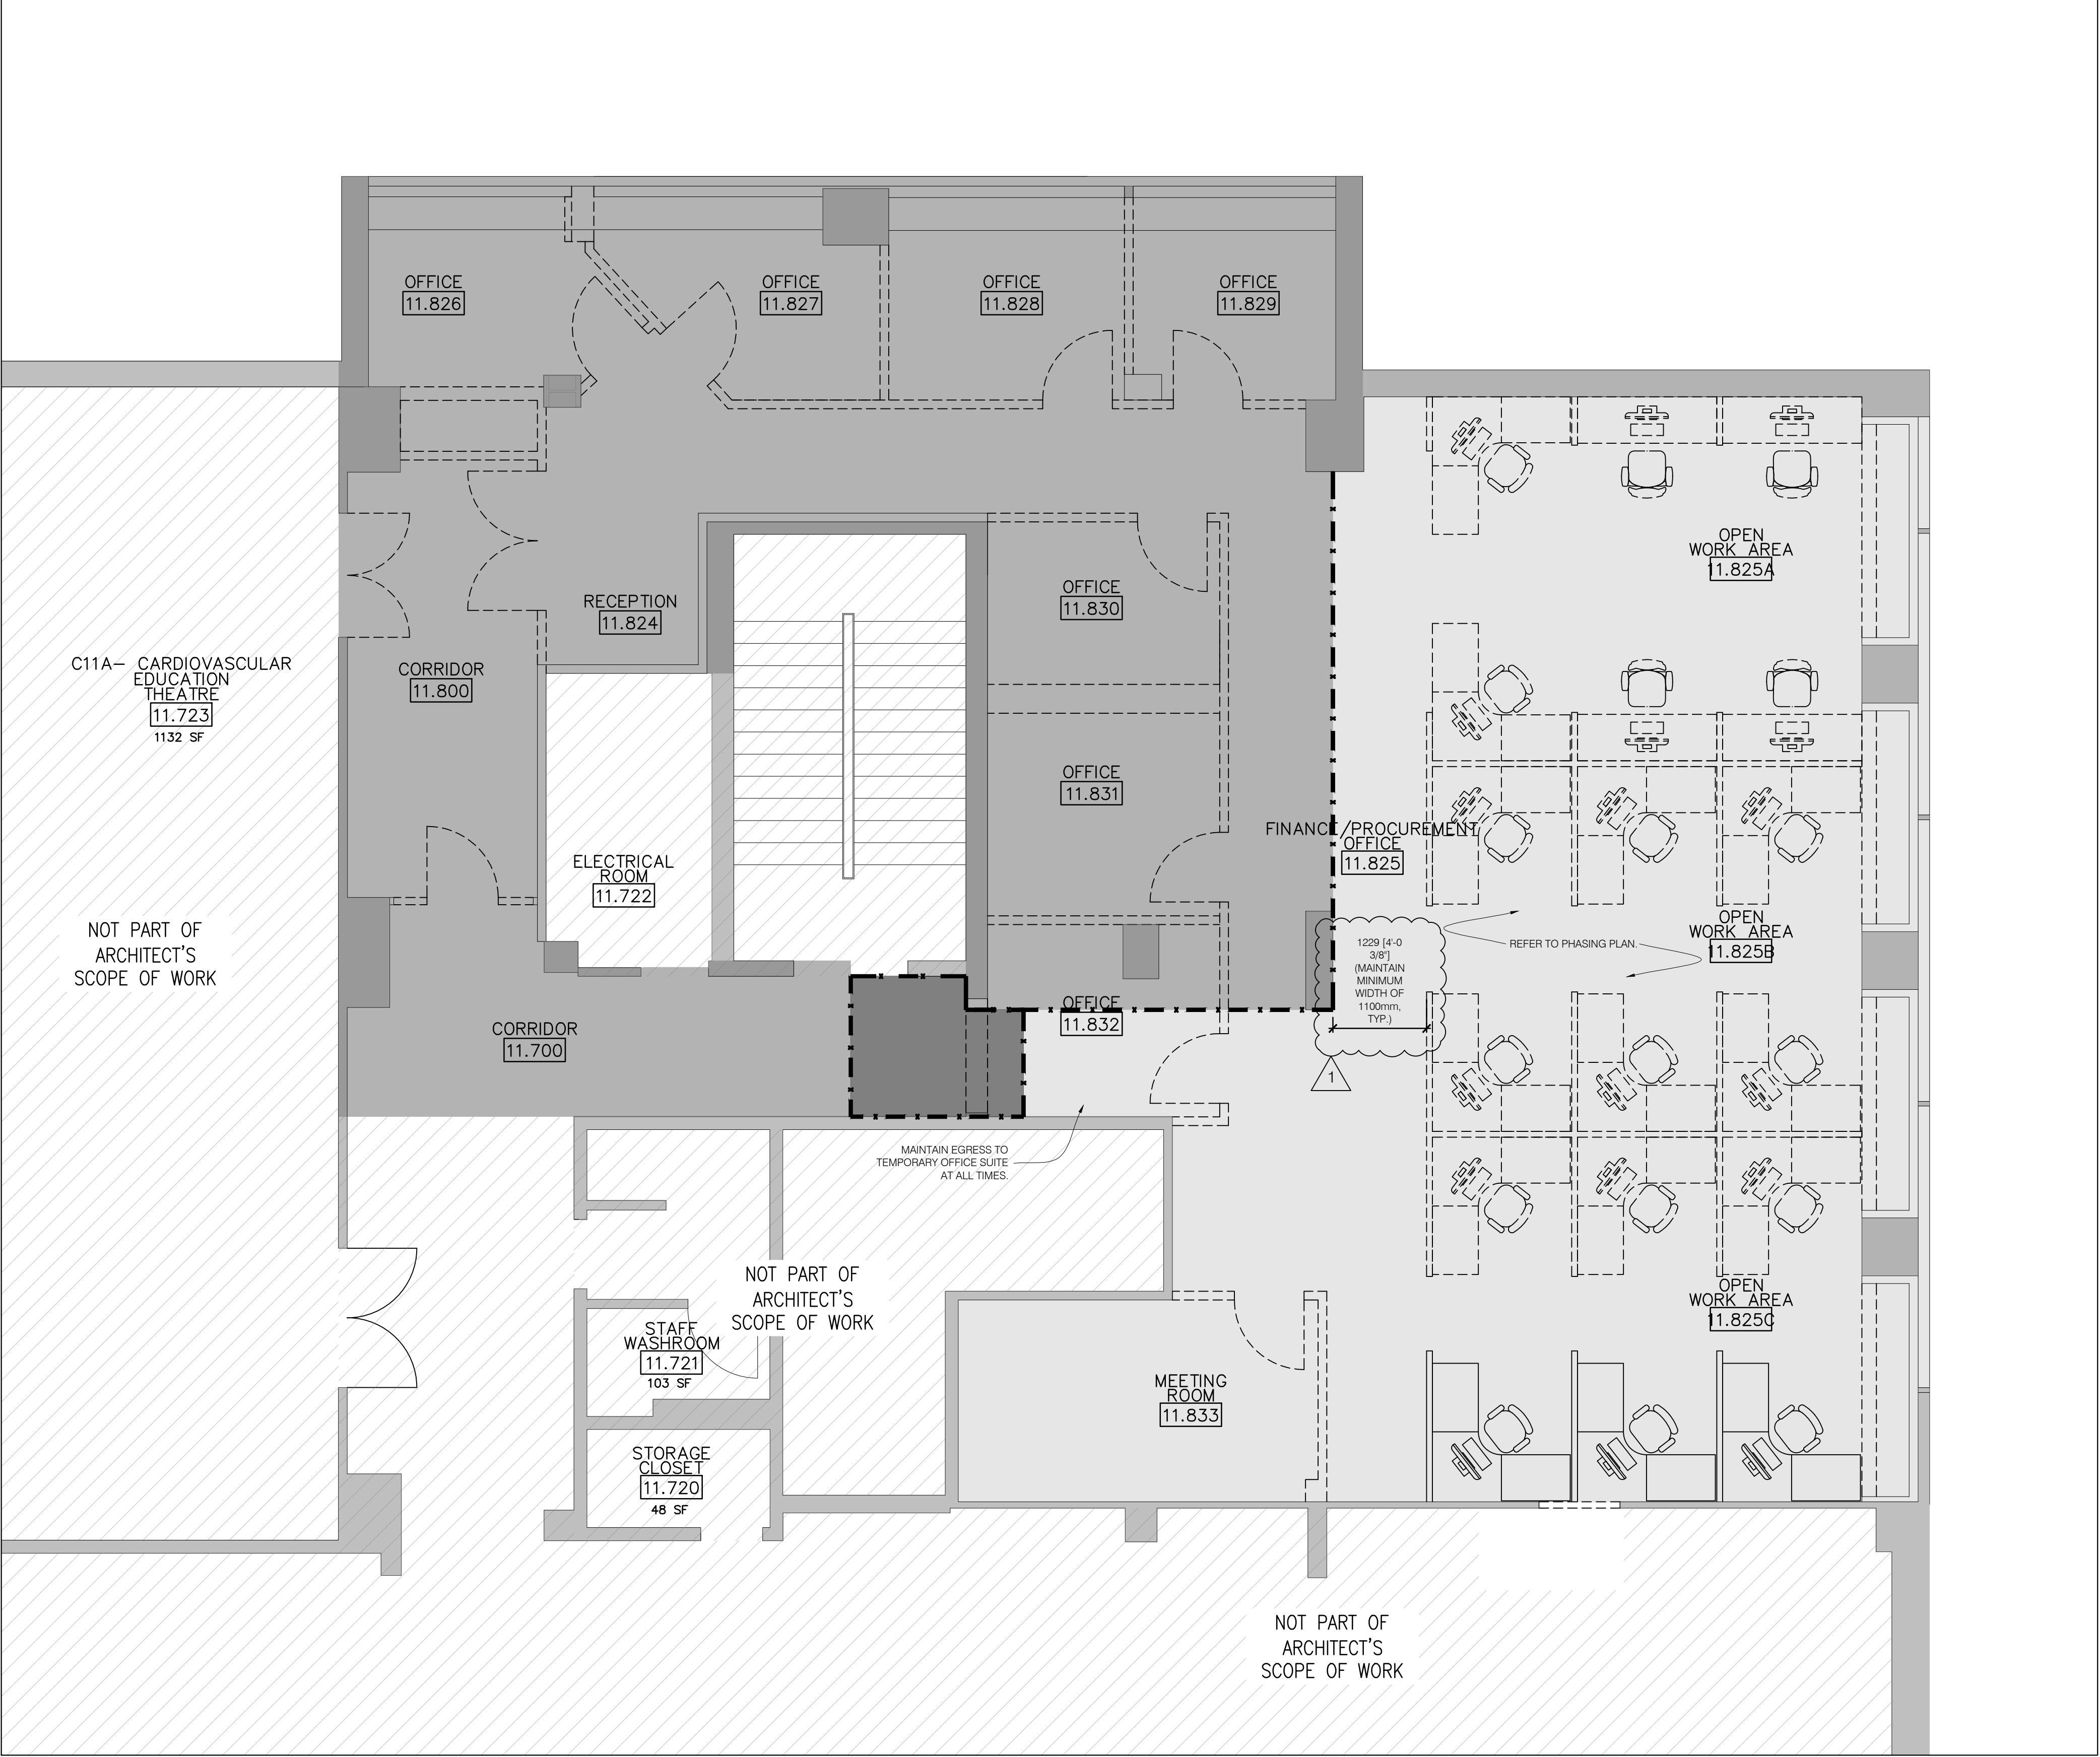 OFFICE
11.826
OFFICE
11.827
OFFICE
11.828
OFFICE
11.829
OPEN
WORK AREA
11.825A
OFFICE
11.830
RECEPTION
11.824
C11A- CARDIOVASCULAR
EDUCATION
THEATRE
11.723
1132 SF
CORRIDOR
11.800
OFFICE
11.831
FINANCE/PROCUREMENT
OFFICE
11.825
ELECTRICAL
ROOM
11.722
NOT PART OF
ARCHITECT'S
SCOPE OF WORK
OPEN
WORK AREA
11.825B
REFER TO PHASING PLAN.
1229 [4'-0
3/8"]
(MAINTAIN
MINIMUM
WIDTH OF
1100mm,
TYP.)
1
OFFICE
11.832
CORRIDOR
11.700
MAINTAIN EGRESS TO
TEMPORARY OFFICE SUITE
AT ALL TIMES.
NOT PART OF
ARCHITECT'S
SCOPE OF WORK
OPEN
WORK AREA
11.825C
STAFF
WASHROOM
11.721
103 SF
MEETING
ROOM
11.833
STORAGE
CLOSET
11.720
48 SF
NOT PART OF
ARCHITECT'S
SCOPE OF WORK